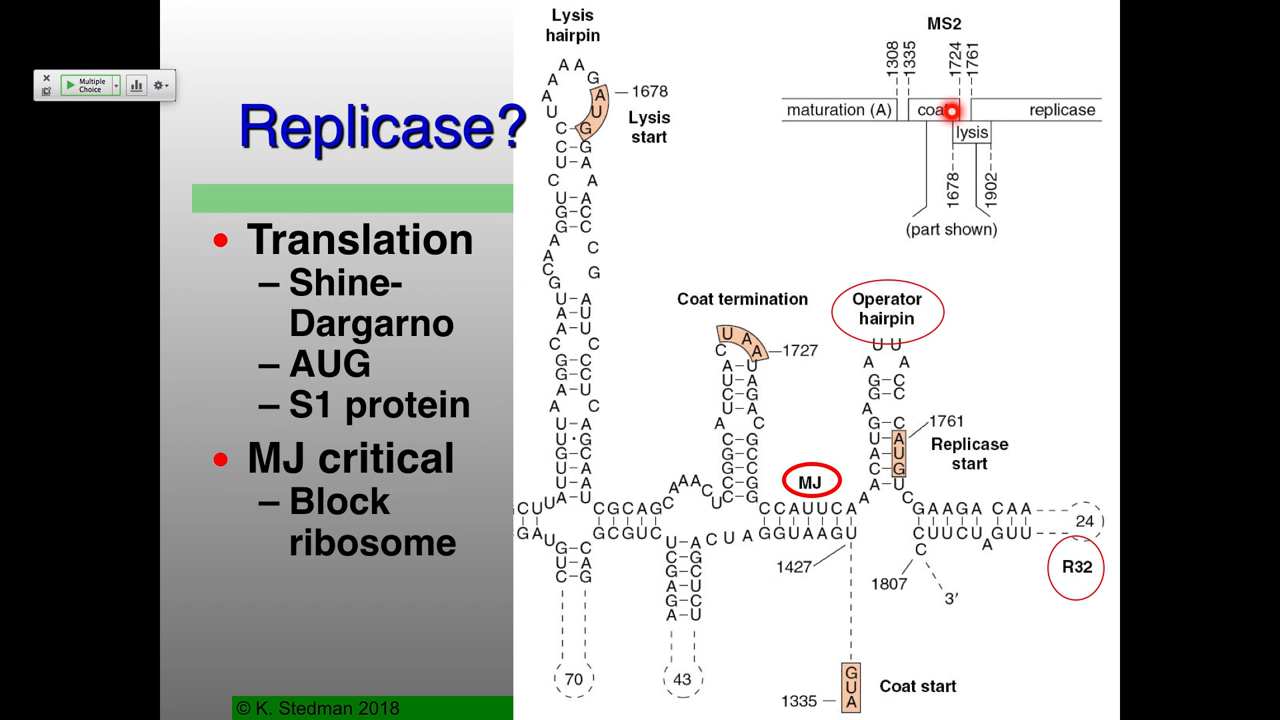 Multiple
Choice
Replicase?
Translation
– Shine-
Dargarno
– AUG
– S1 protein
MJ critical
– Block
ribosome
© K. Stedman 2018
Lysis
hairpin
A A
A G
A A
U U
C–G
C G
U–A
C A
U A
G–C
G–C
A C
A
C G
G
U–A
A–U
A–U
C C
G–C
G–C
A–U
A C
U–A
U·G
G–C
U–A
U–A
A–U
1678
Lysis
start
MS2
1308
1335
1724
1761
maturation (A)
coa
replicase
lysis
1678
1902
(part shown)
Coat termination
U A A
C
1727
A U
U–A
C–G
U–A
A C
C–G
G–C
G–C
C–G
Operator
hairpin
U U
A A
G–C
G–C
A
G–C
U–A
A–U
C–G
A–U
1761
Replicase
start
MJ
G C U U
C G C A G C
A A A C U
C C A U U C A
A
C
G A A G A C A A
24
G A U
G C G U C
U–A C U A G G U A A G U
C U U C U A G U U
G–C
U–A
C–G
C–G
G–C
A–U
G–C
A–U
C
1427
1807
3′
R32
70
43
G
U
A
1335
Coat start